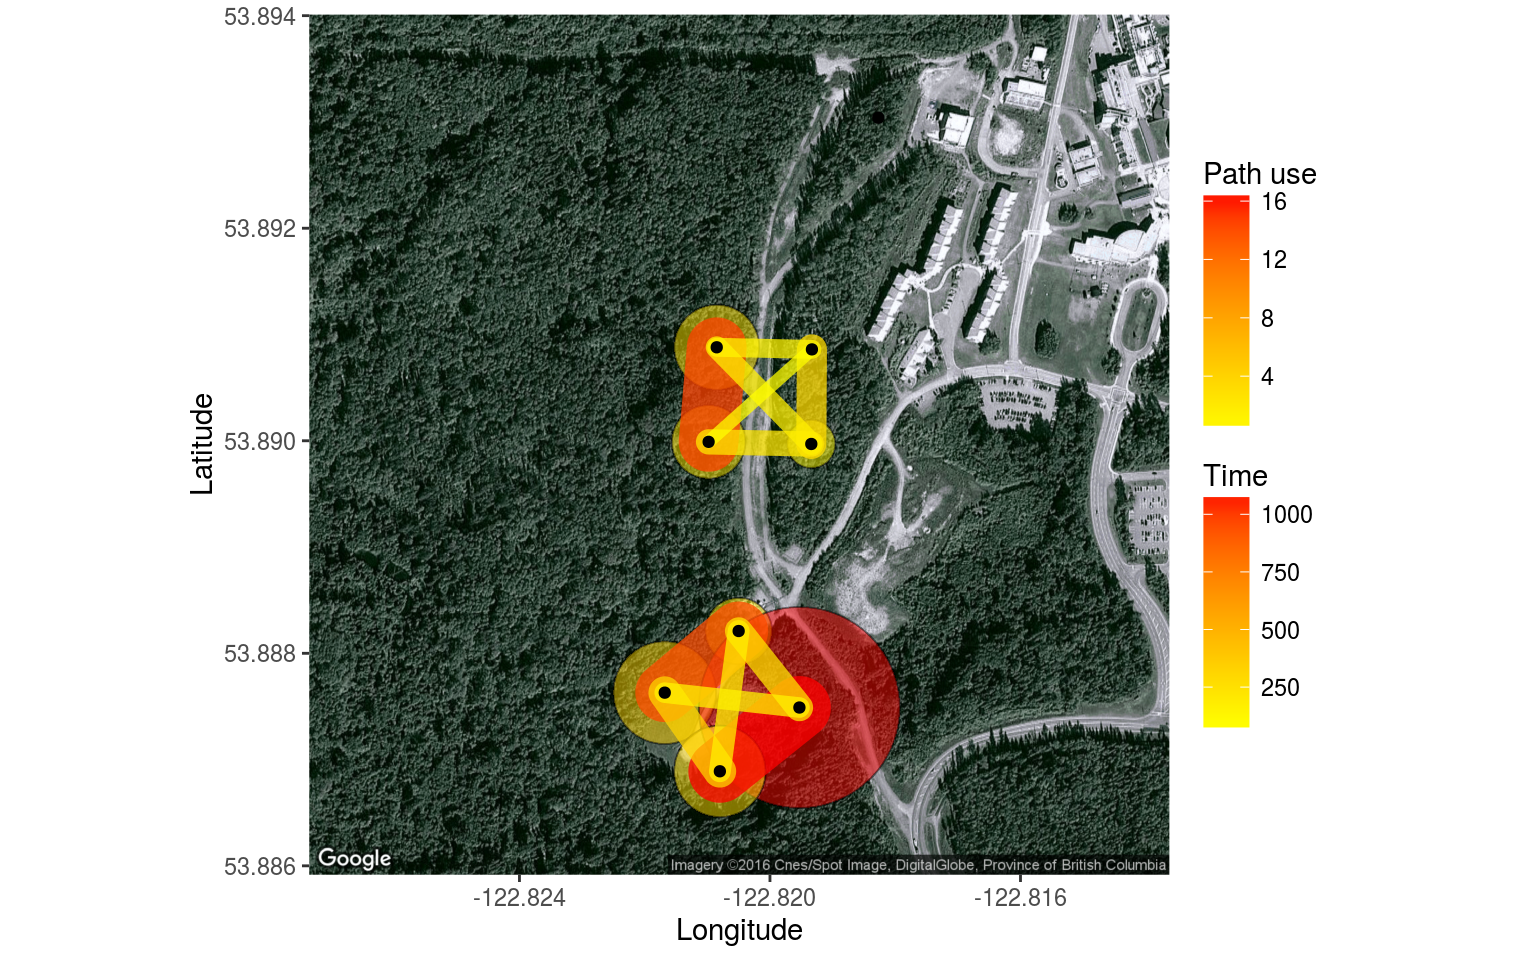 53.894
53.892
53.890
53.888
53.886
Latitude
-122.824
-122.820
-122.816
Longitude
Path use
16
12
8
4
Time
1000
750
500
250
Google
Imagery ©2016 Cnes/Spot Image, DigitalGlobe, Province of British Columbia